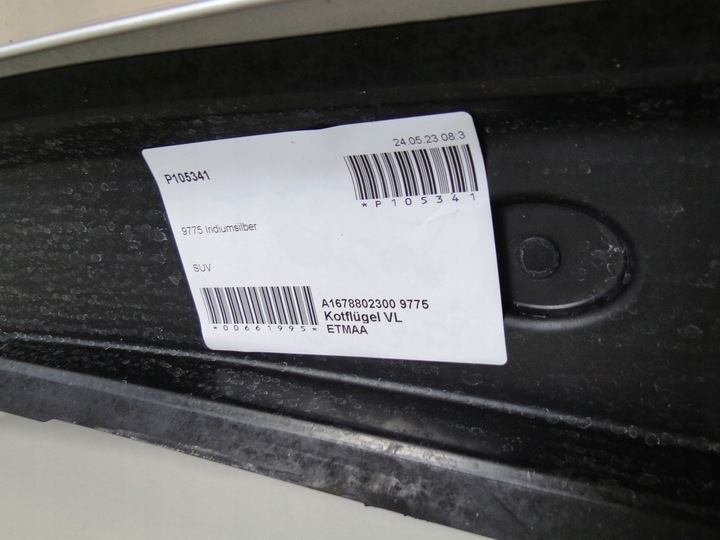 24.05.23 08:3
P105341
*P105341
9775 Iridiumsilber
SUV
A1678802300 9775
*00661995*
Kotflügel VL
ETMAA